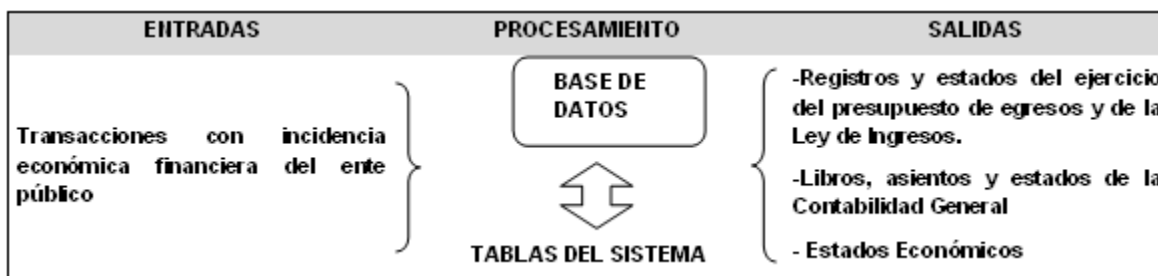 ENTRADAS
PROCESAMIENTO
SALIDAS
Transacciones con incidencia
económica financiera del ente
público
BASE DE
DATOS
TABLAS DEL SISTEMA
-Registros y estados del ejercicio
del presupuesto de egresos y de la
Ley de Ingresos.
-Libros, asientos y estados de la
Contabilidad General
- Estados Económicos